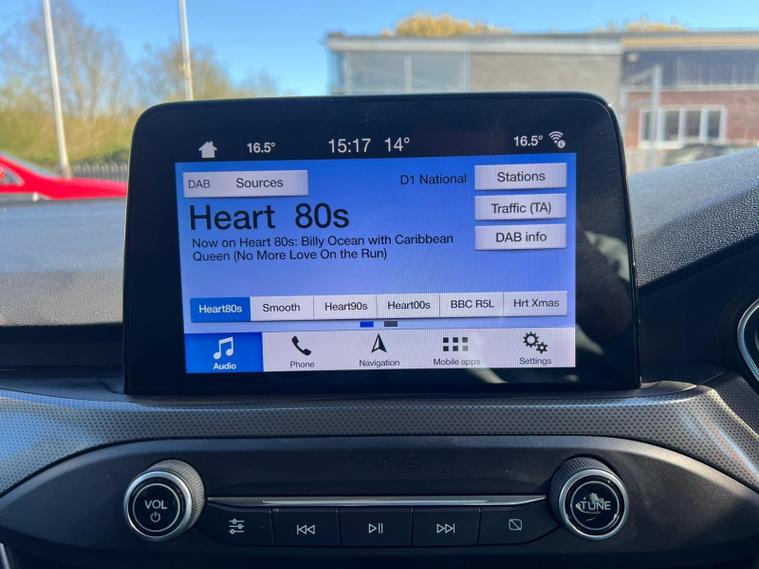 16.5° 15:17 14° 16.5°
DAB Sources D1 National Stations
Heart 80s
Traffic (TA)
Now on Heart 80s: Billy Ocean with Caribbean
Queen (No More Love On the Run)
DAB info
Heart80s Smooth Heart90s Heart00s BBC R5L Hrt Xmas
Audio Phone Navigation Mobile apps Settings
VOL TUNE